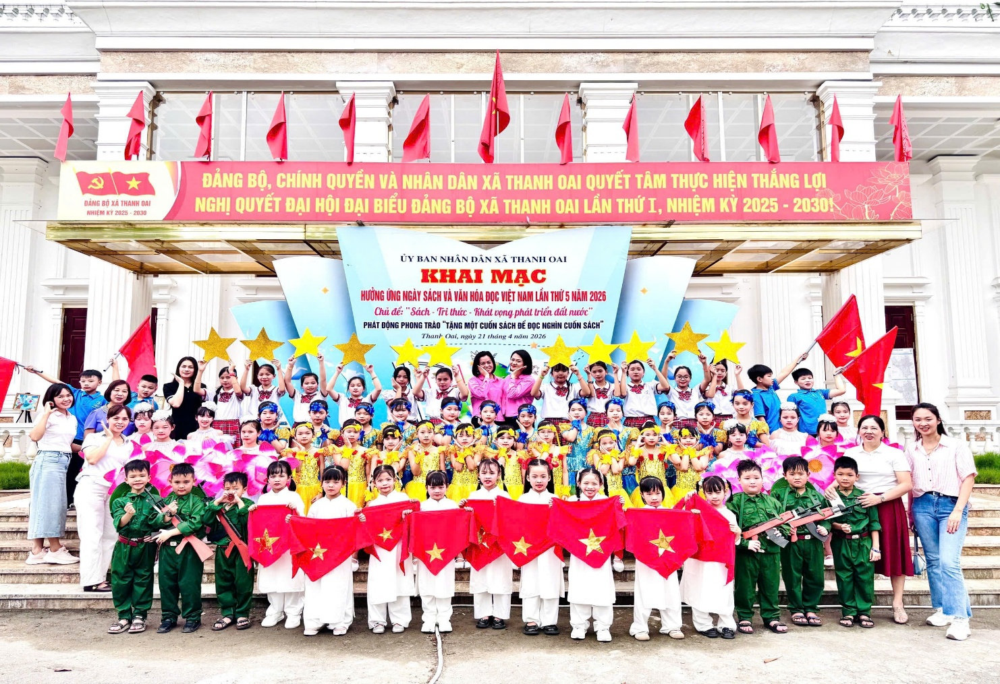 ĐẢNG BỘ, CHÍNH QUYỀN VÀ NHÂN DÂN XÃ THANH OAI QUYẾT TÂM THỰC HIỆN THẮNG LỢI
NGHỊ QUYẾT ĐẠI HỘI ĐẠI BIỂU ĐẢNG BỘ XÃ THANH OAI LẦN THỨ I, NHIỆM KỲ 2025 - 2030!
ĐẢNG BỘ XÃ THANH OAI
NHIỆM KỲ 2025 - 2030
ỦY BAN NHÂN DÂN XÃ THANH OAI
KHAI MẠC
HƯỞNG ỨNG NGÀY SÁCH VÀ VĂN HÓA ĐỌC VIỆT NAM LẦN THỨ 5 NĂM 2026
Chủ đề: "Sách - Tri thức - Khát vọng phát triển đất nước"
PHÁT ĐỘNG PHONG TRÀO "TẶNG MỘT CUỐN SÁCH ĐỂ ĐỌC NGHÌN CUỐN SÁCH"
Thanh Oai, ngày 21 tháng 4 năm 2026